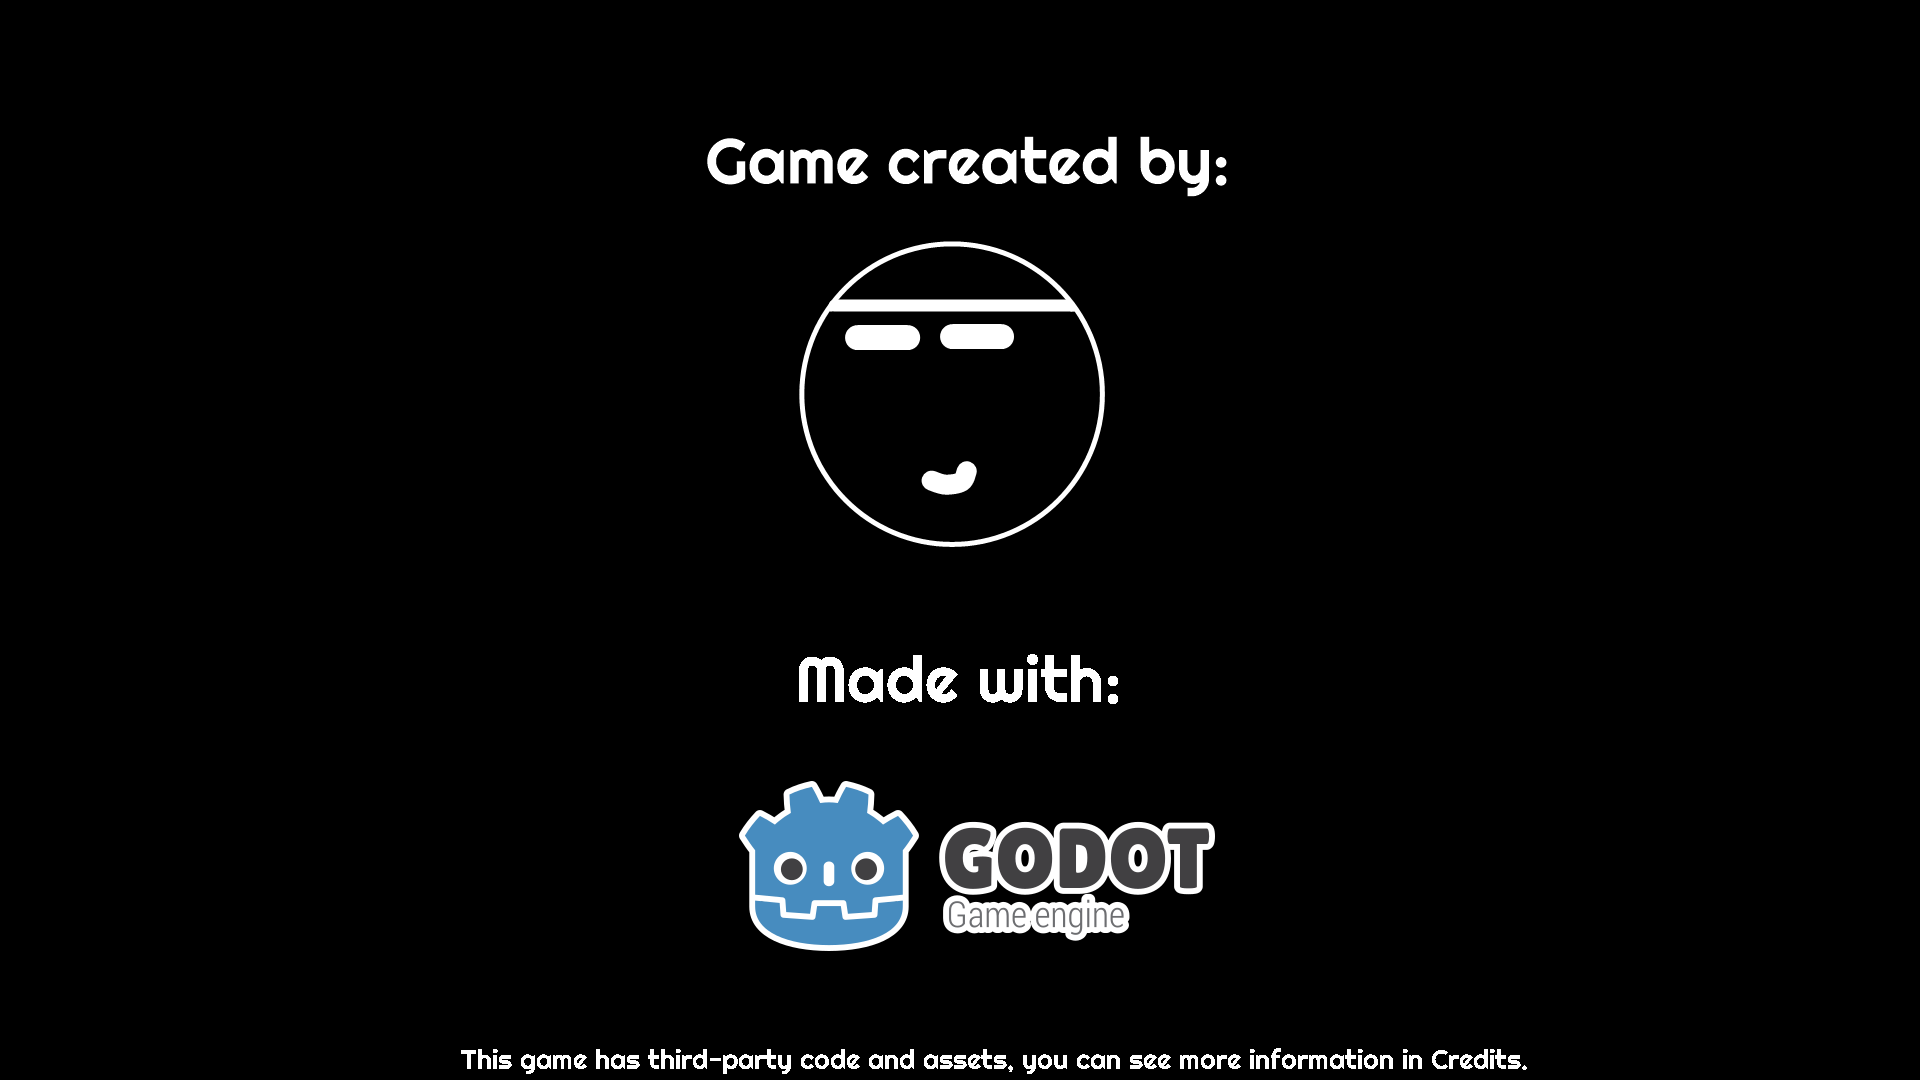 Game created by:
Made with:
GODOT
Game engine
This game has third-party code and assets, you can see more information in Credits.